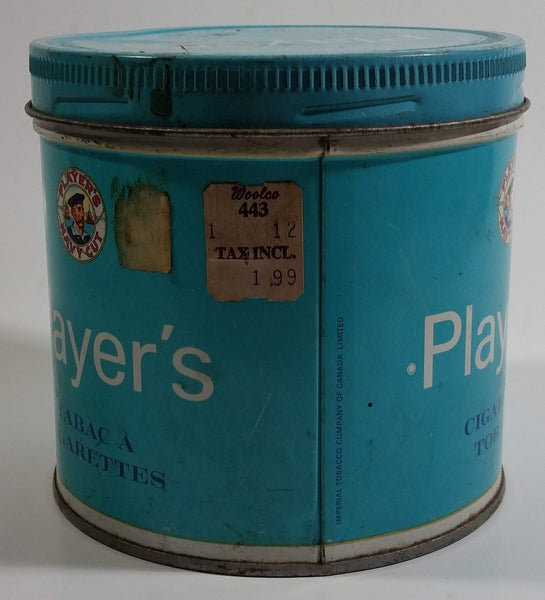 PLAYER'S
NAVY CUT
Woolco
443
1 12
TAX INCL.
1.99
ayer's
TABAC À
GARETTES
IMPERIAL TOBACCO COMPANY OF CANADA LIMITED
Play
CIGA
TOB